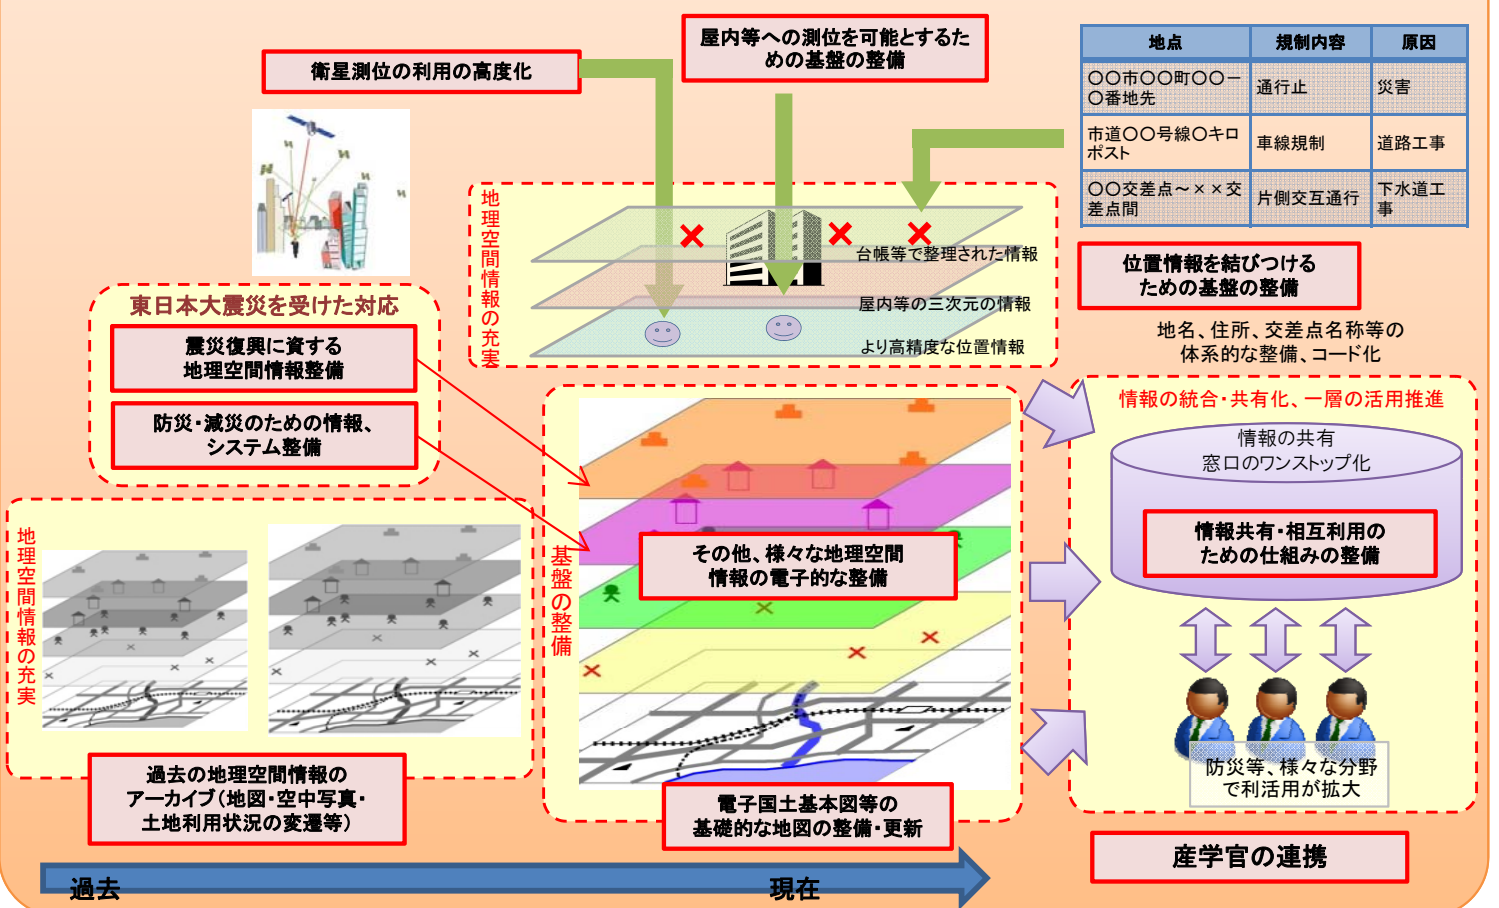 衛星測位の利用の高度化
屋内等への測位を可能とするた
めの基盤の整備
地点 規制内容 原因
〇〇市〇〇町〇〇ー
〇番地先 通行止 災害
市道〇〇号線〇キロ
ポスト 車線規制 道路工事
〇〇交差点～××交
差点間 片側交互通行 下水道工
事
位置情報を結びつける
ための基盤の整備
地名、住所、交差点名称等の
体系的な整備、コード化
地理空間情報の充実
台帳等で整理された情報
屋内等の三次元の情報
より高精度な位置情報
東日本大震災を受けた対応
震災復興に資する
地理空間情報整備
防災・減災のための情報、
システム整備
地理空間情報の充実
過去の地理空間情報の
アーカイブ（地図・空中写真・
土地利用状況の変遷等）
基盤の整備
その他、様々な地理空間
情報の電子的な整備
電子国土基本図等の
基礎的な地図の整備・更新
情報の統合・共有化、一層の活用推進
情報の共有
窓口のワンストップ化
情報共有・相互利用の
ための仕組みの整備
防災等、様々な分野
で利活用が拡大
産学官の連携
過去
現在